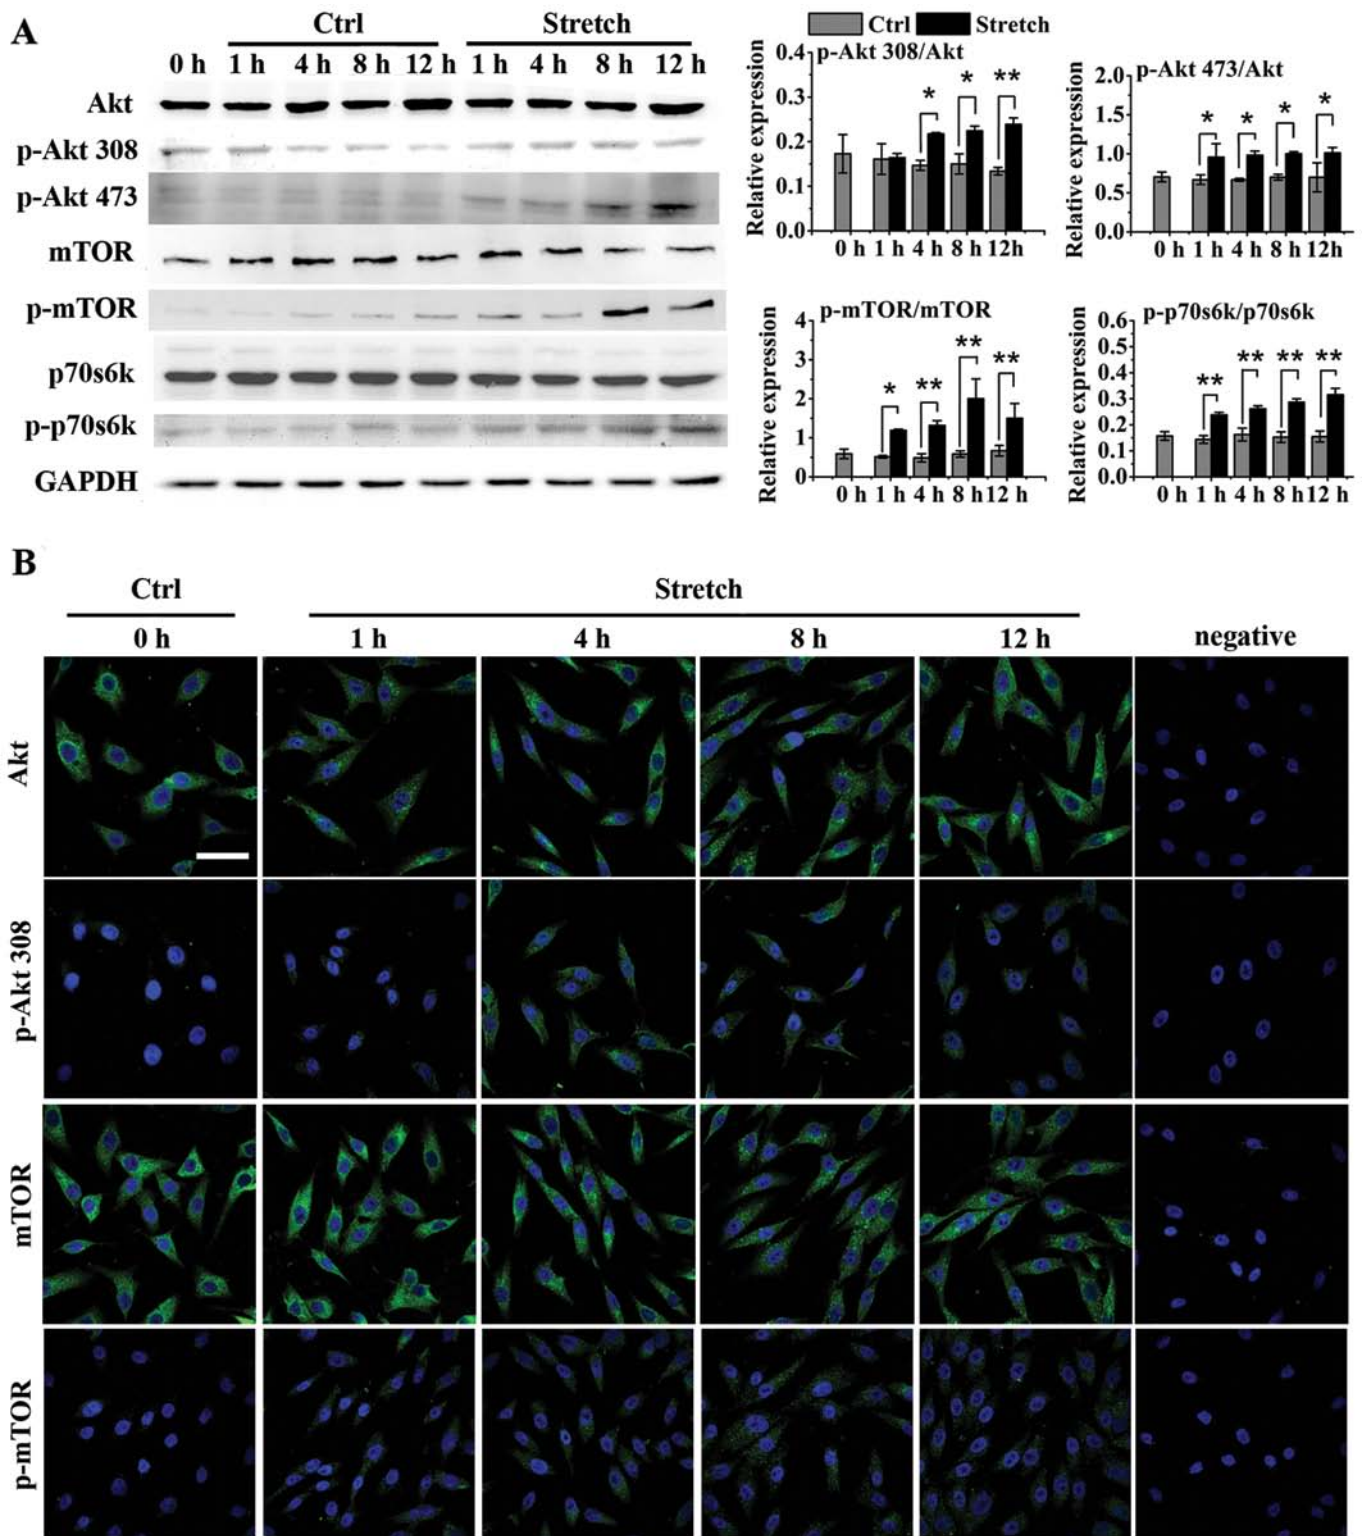 A
Ctrl
Stretch
0 h 1 h 4 h 8 h 12 h 1 h 4 h 8 h 12 h
Akt
p-Akt 308
p-Akt 473
mTOR
p-mTOR
p70s6k
p-p70s6k
GAPDH
Ctrl Stretch
p-Akt 308/Akt
Relative expression
0.4
0.3
0.2
0.1
0.0
* * **
0 h 1 h 4 h 8 h 12h
p-Akt 473/Akt
Relative expression
2.0
1.5
1.0
0.5
0.0
* * * *
0 h 1 h 4 h 8 h 12h
p-mTOR/mTOR
Relative expression
4
3
2
1
0
* ** ** **
0 h 1 h 4 h 8 h 12 h
p-p70s6k/p70s6k
Relative expression
0.6
0.5
0.4
0.3
0.2
0.1
0.0
** ** ** **
0 h 1 h 4 h 8 h 12 h
B
Ctrl
Stretch
0 h 1 h 4 h 8 h 12 h negative
Akt
p-Akt 308
mTOR
p-mTOR